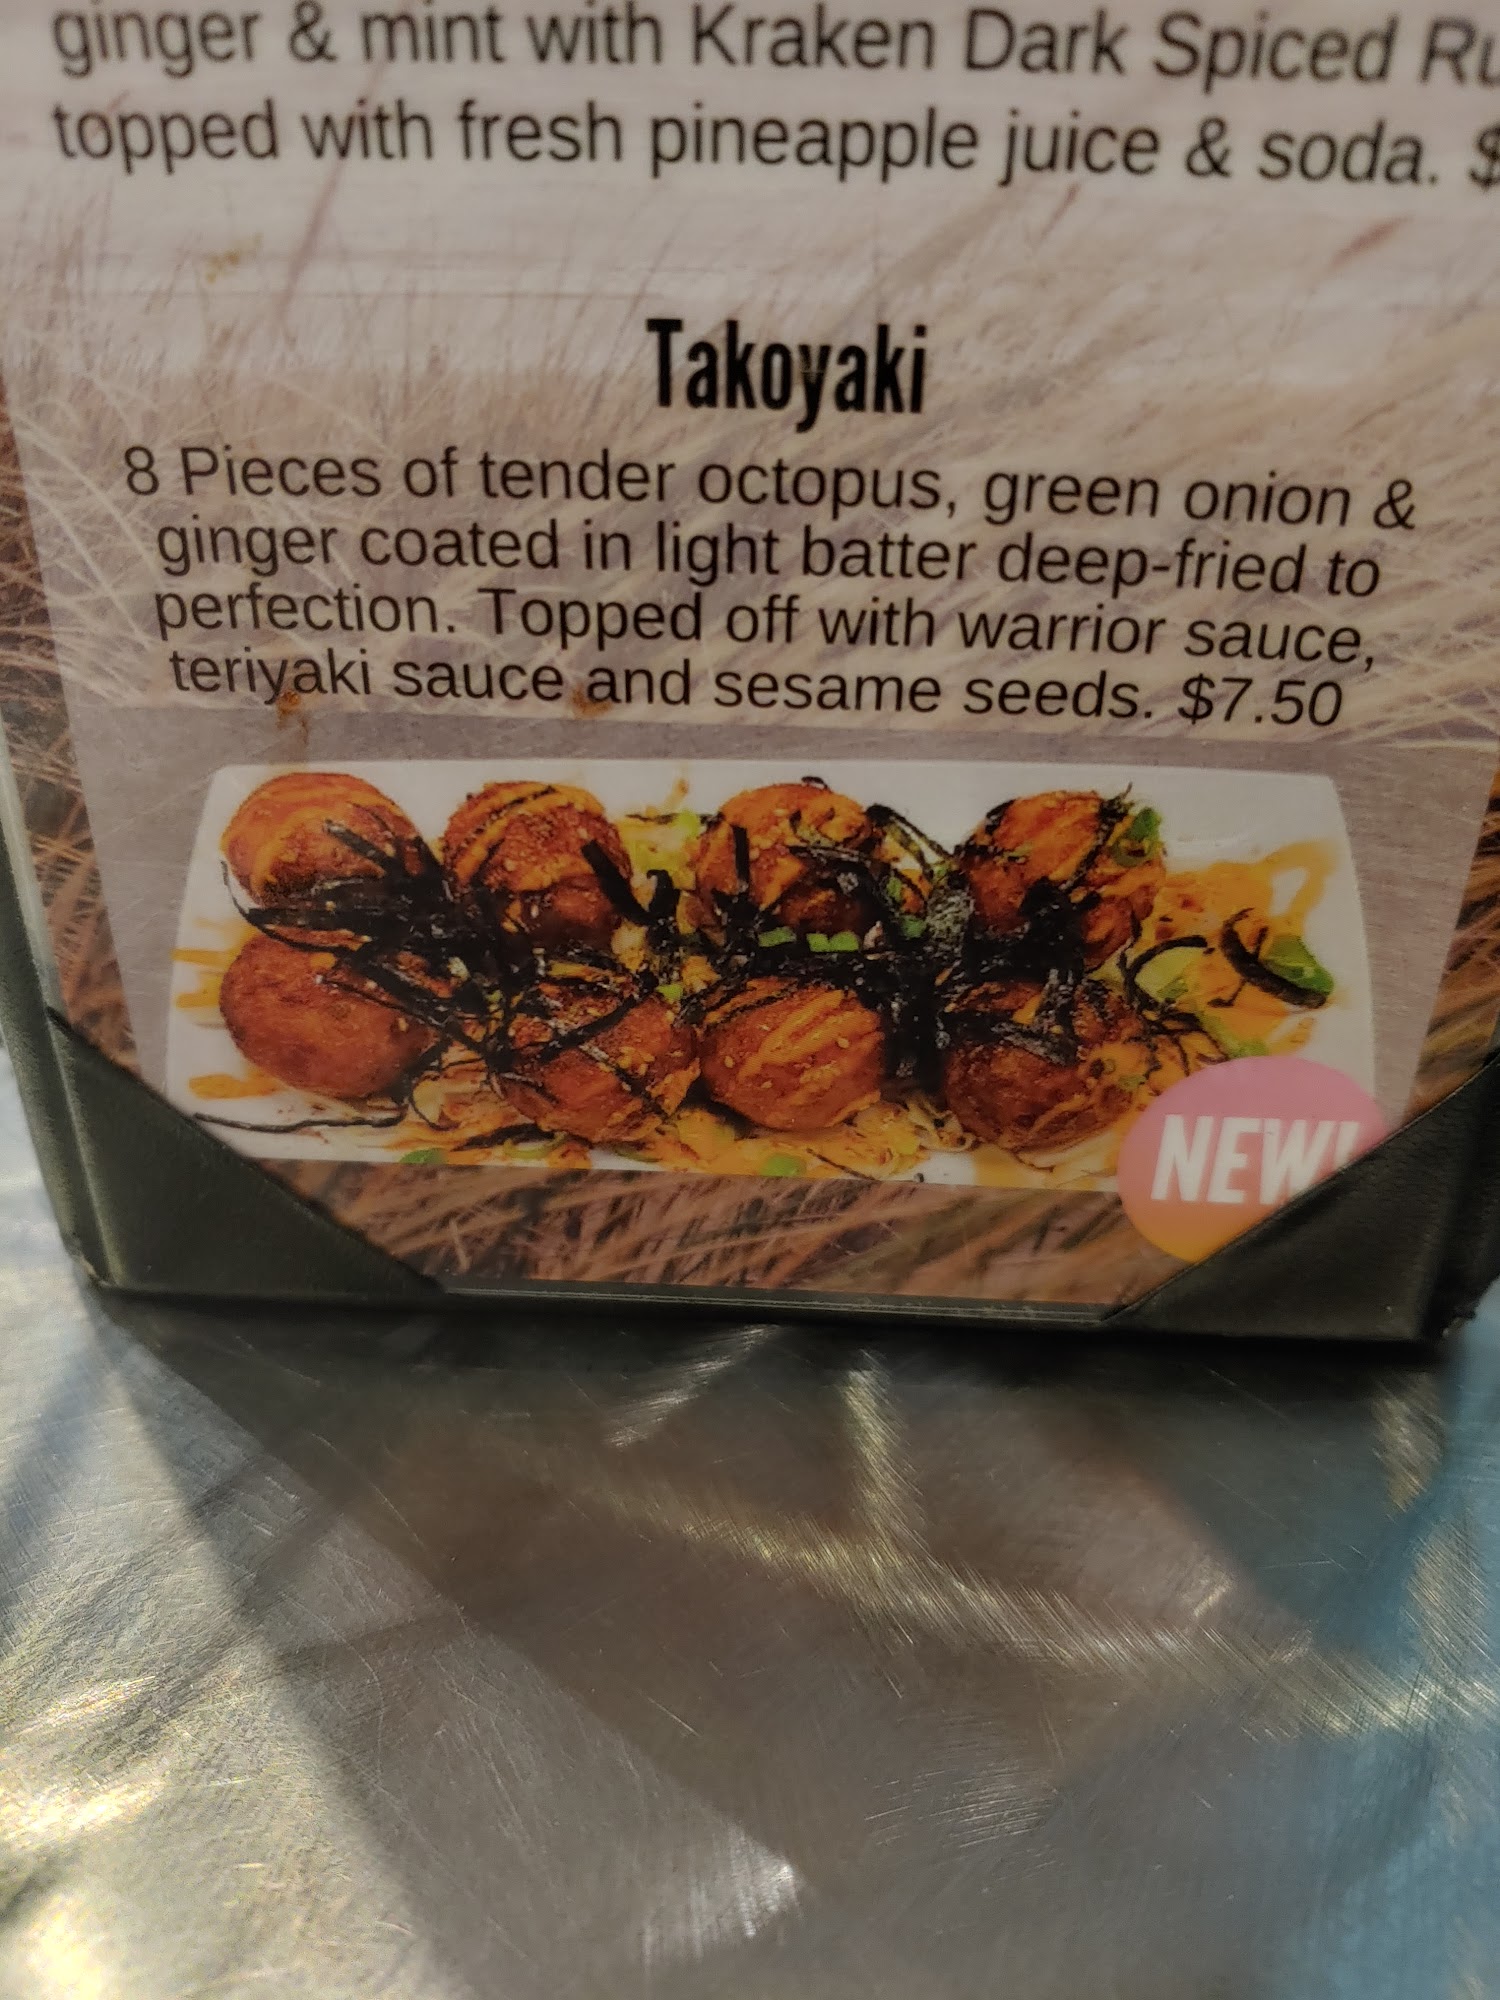 ginger & mint with Kraken Dark Spiced
topped with fresh pineapple juice & soda. $
Takoyaki
8 Pieces of tender octopus, green onion &
ginger coated in light batter deep-fried to
perfection. Topped off with warrior sauce,
teriyaki sauce and sesame seeds. $7.50
NEW!